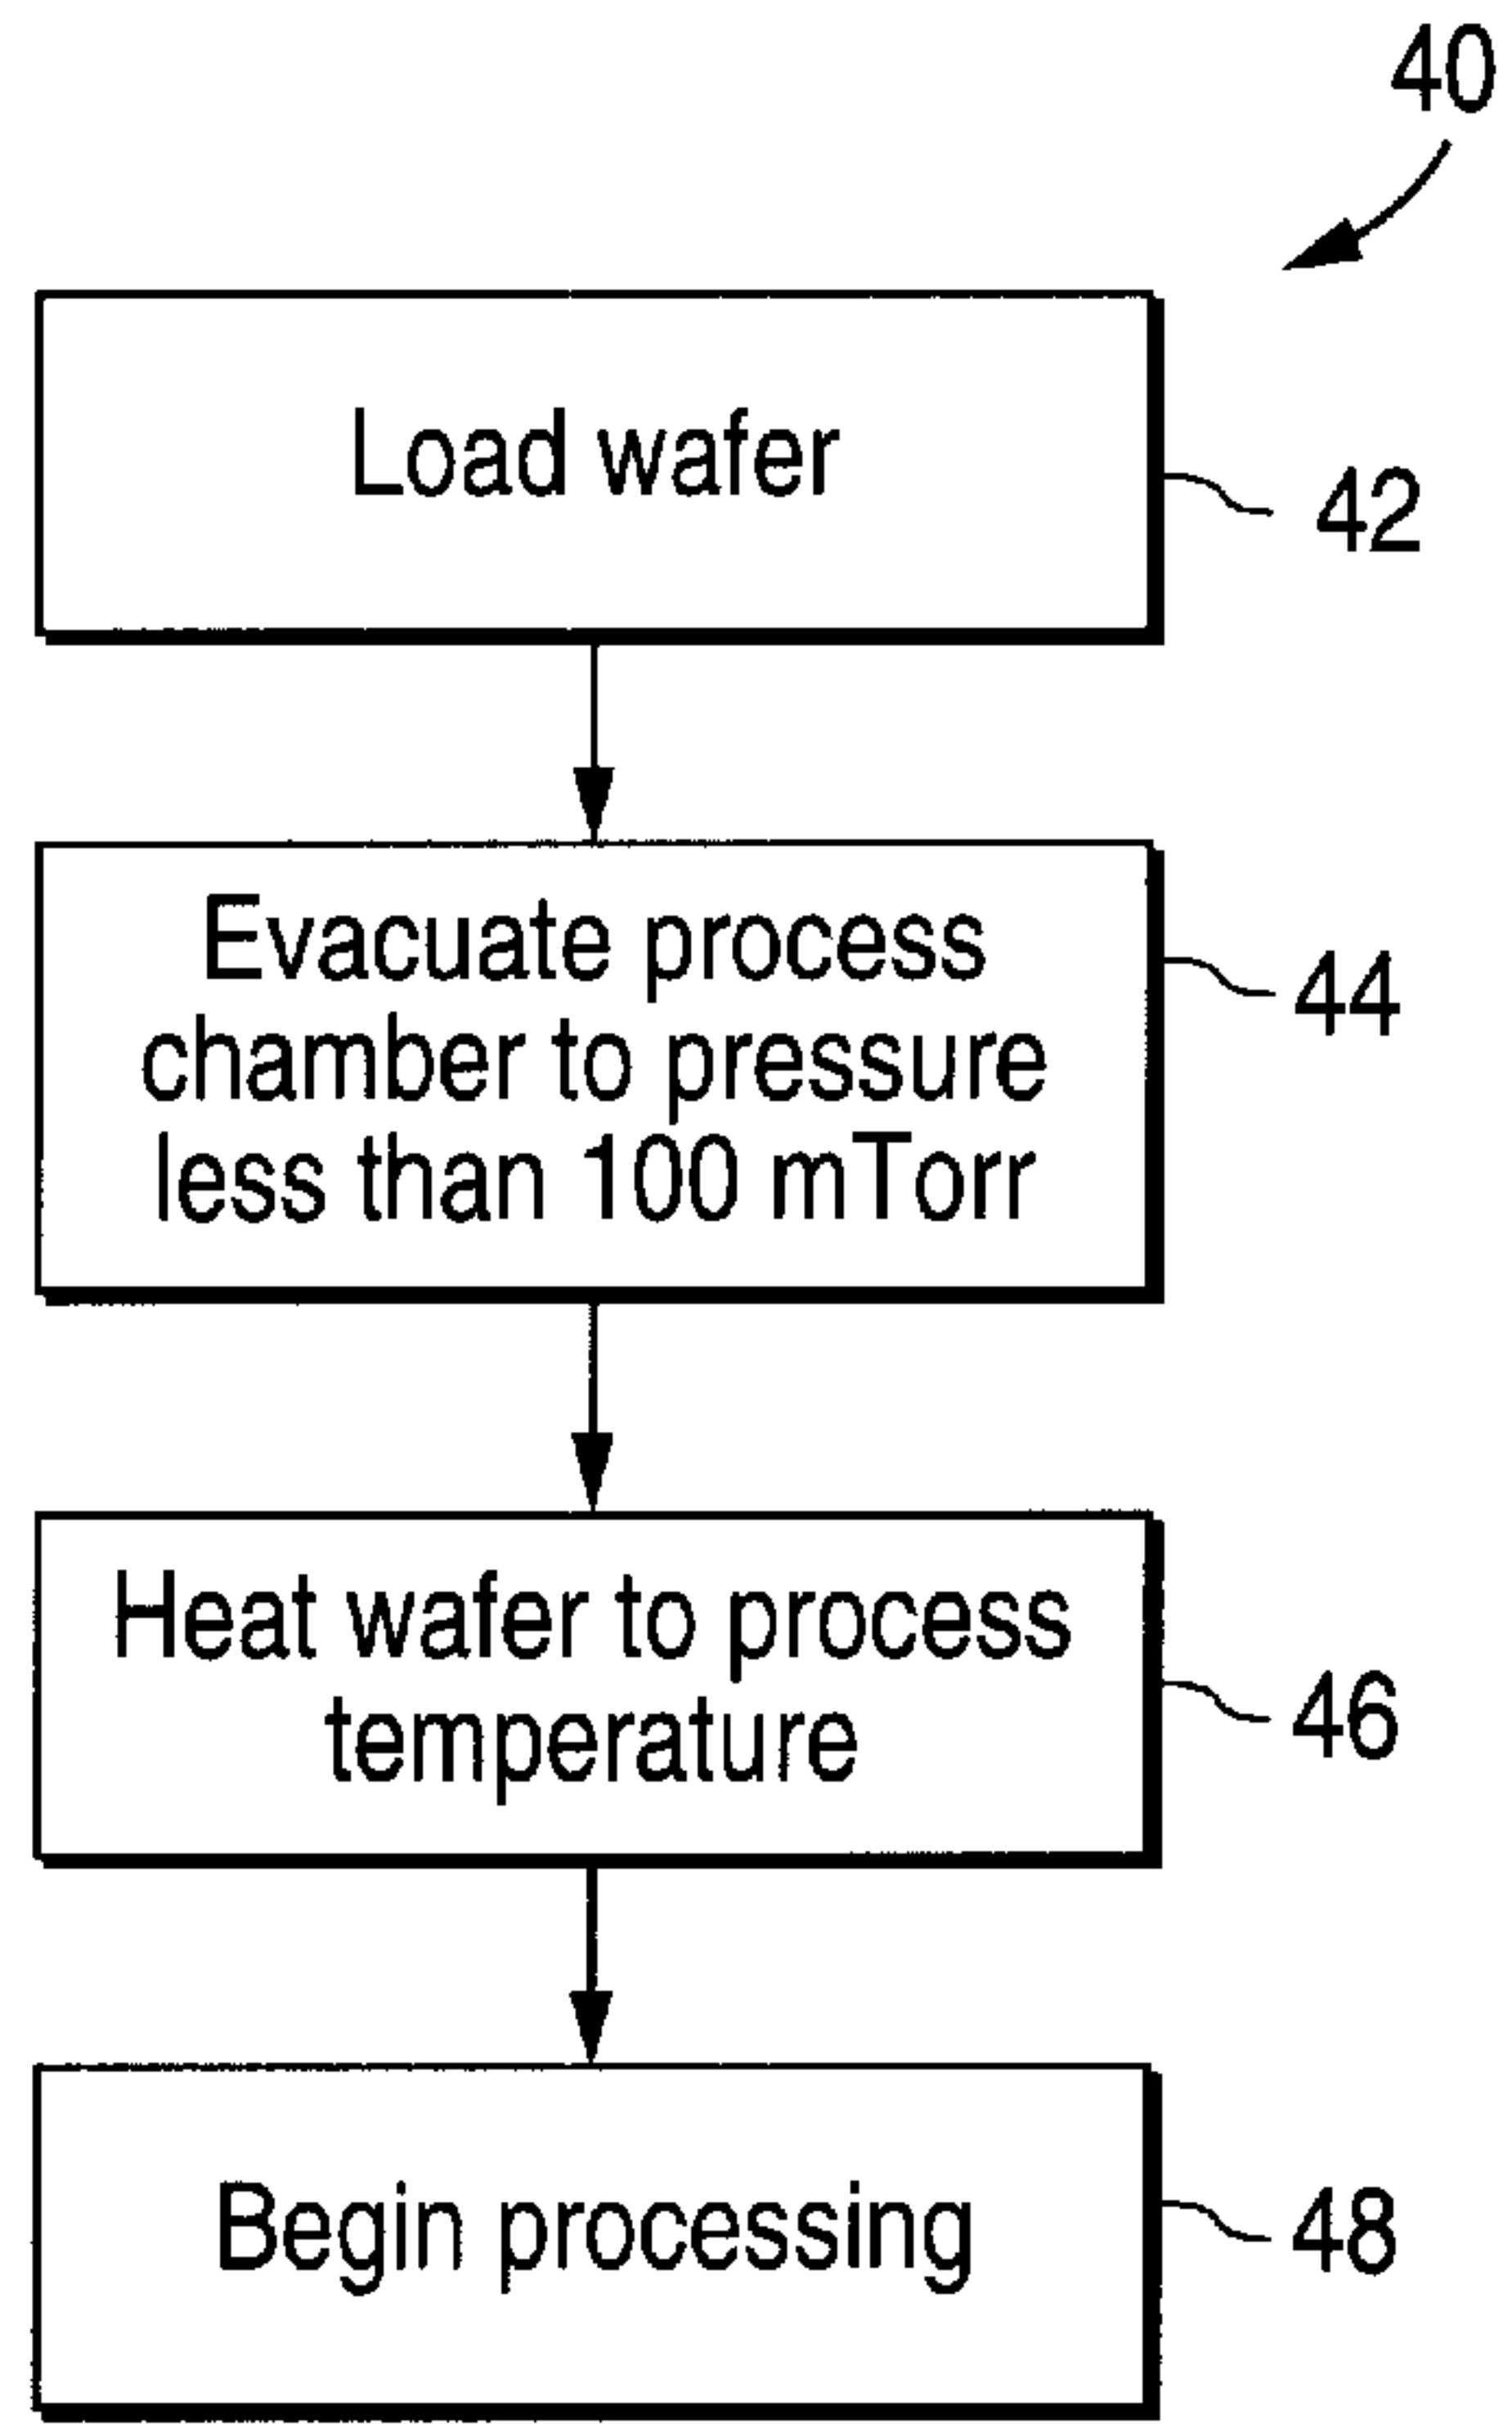 40
Load wafer
42
Evacuate process
chamber to pressure
less than 100 mTorr
44
Heat wafer to process
temperature
46
Begin processing
48